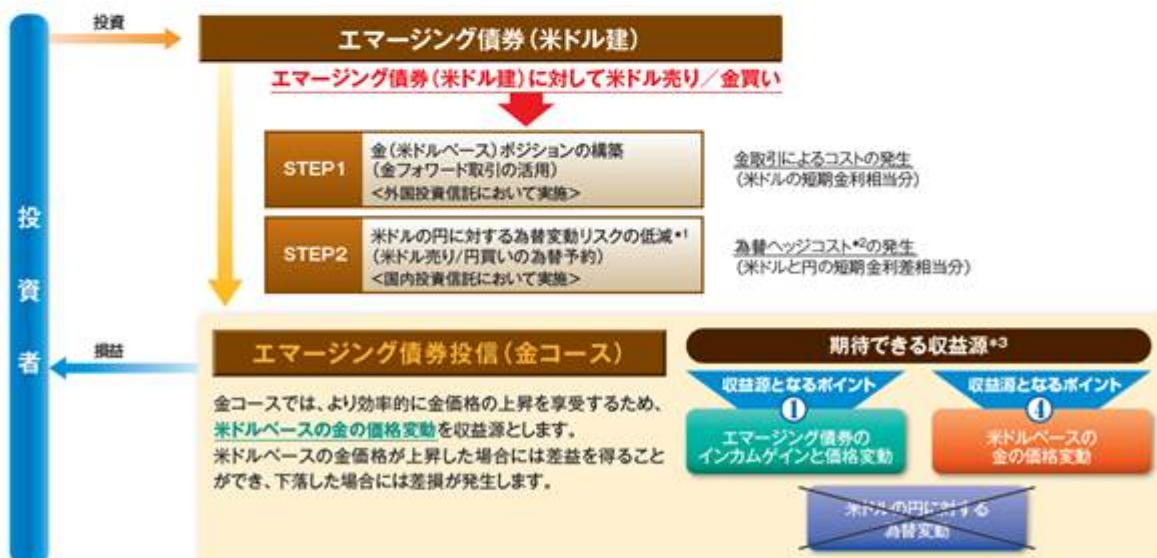 投資
エマージング債券（米ドル建）
エマージング債券（米ドル建）に対して米ドル売り／金買い
STEP1
金（米ドルベース）ポジションの構築
（金フォワード取引の活用）
<外国投資信託において実施>
金取引によるコストの発生
（米ドルの短期金利相当分）
STEP2
米ドルの円に対する為替変動リスクの低減*1
（米ドル売り/円買いの為替予約）
<国内投資信託において実施>
為替ヘッジコスト*2の発生
（米ドルと円の短期金利差相当分）
投資者
損益
エマージング債券投信（金コース）
金コースでは、より効率的に金価格の上昇を享受するため、
米ドルベースの金の価格変動を収益源とします。
米ドルベースの金価格が上昇した場合には差益を得ること
ができ、下落した場合には差損が発生します。
期待できる収益源*3
収益源となるポイント
1
エマージング債券の
インカムゲインと価格変動
収益源となるポイント
4
米ドルベースの
金の価格変動
米ドルの円に対する
為替変動